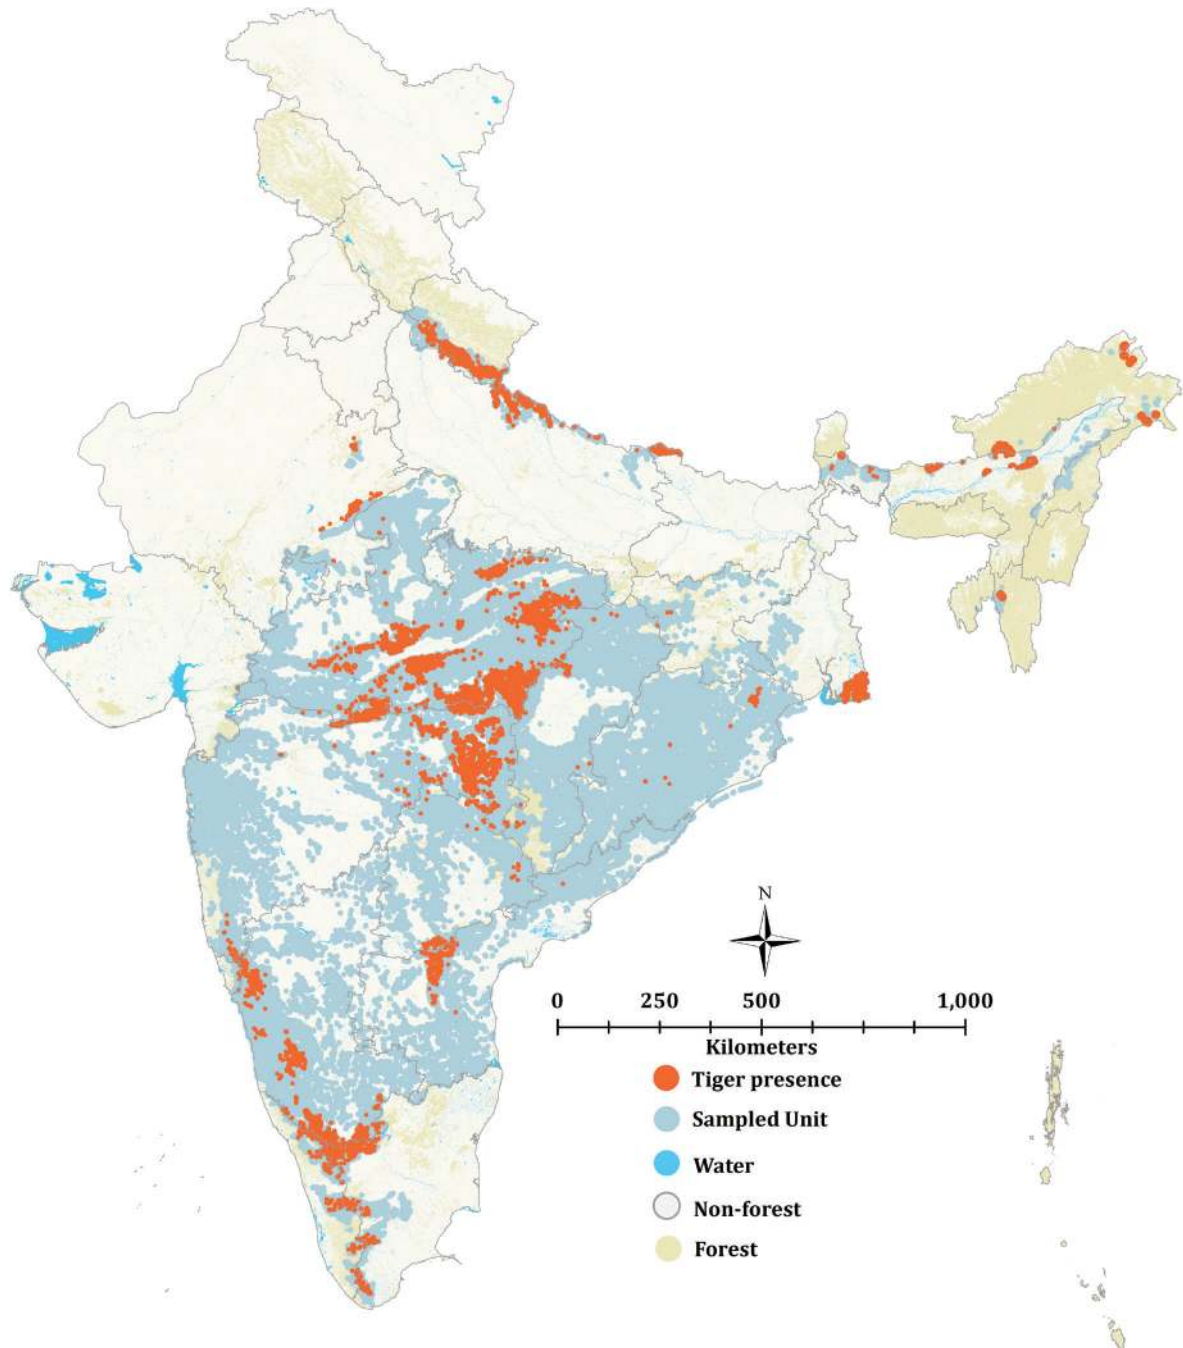 N
0 250 500 1,000
Kilometers
Tiger presence
Sampled Unit
Water
Non-forest
Forest